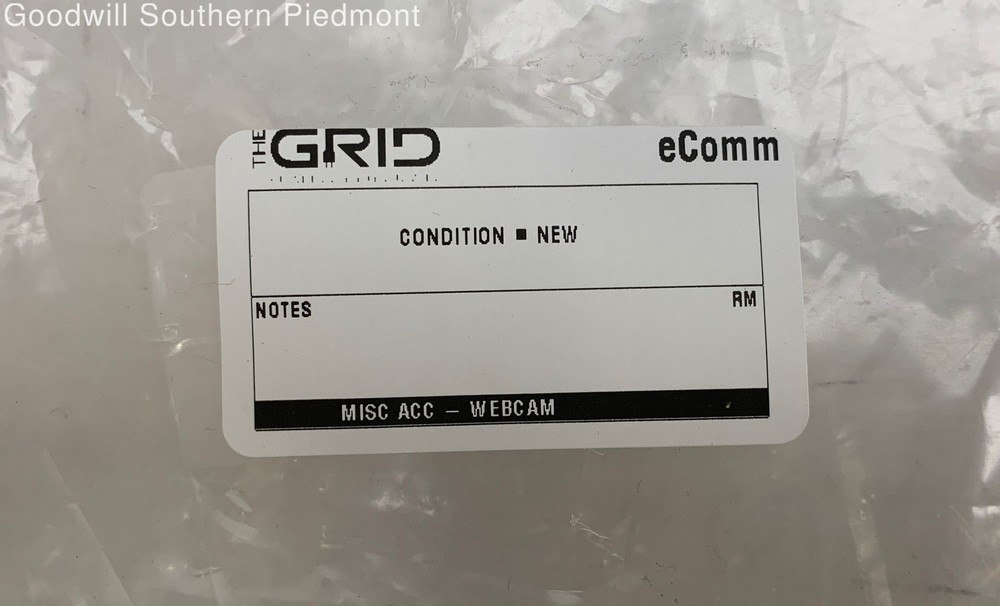 Goodwill Southern Piedmont
THE GRID
eComm
CONDITION ▪ NEW
NOTES
RM
MISC ACC – WEBCAM